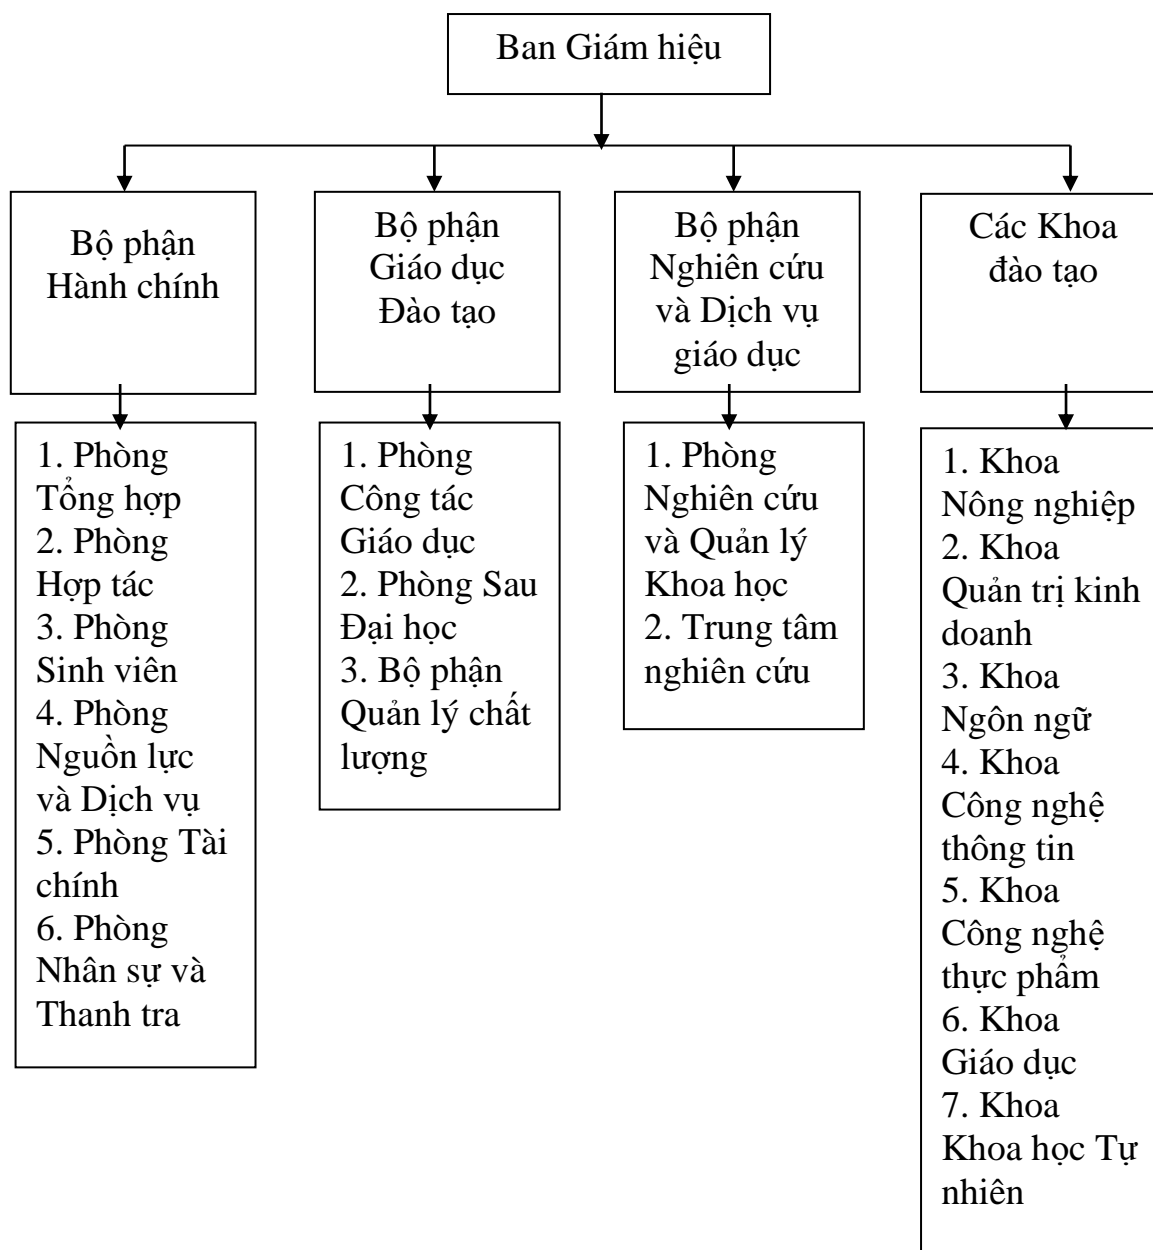 Ban Giám hiệu
Bộ phận
Hành chính
Bộ phận
Giáo dục
Đào tạo
Bộ phận
Nghiên cứu
và Dịch vụ
giáo dục
Các Khoa
đào tạo
1. Phòng
Tổng hợp
2. Phòng
Hợp tác
3. Phòng
Sinh viên
4. Phòng
Nguồn lực
và Dịch vụ
5. Phòng Tài
chính
6. Phòng
Nhân sự và
Thanh tra
1. Phòng
Công tác
Giáo dục
2. Phòng Sau
Đại học
3. Bộ phận
Quản lý chất
lượng
1. Phòng
Nghiên cứu
và Quản lý
Khoa học
2. Trung tâm
nghiên cứu
1. Khoa
Nông nghiệp
2. Khoa
Quản trị kinh
doanh
3. Khoa
Ngôn ngữ
4. Khoa
Công nghệ
thông tin
5. Khoa
Công nghệ
thực phẩm
6. Khoa
Giáo dục
7. Khoa
Khoa học Tự
nhiên